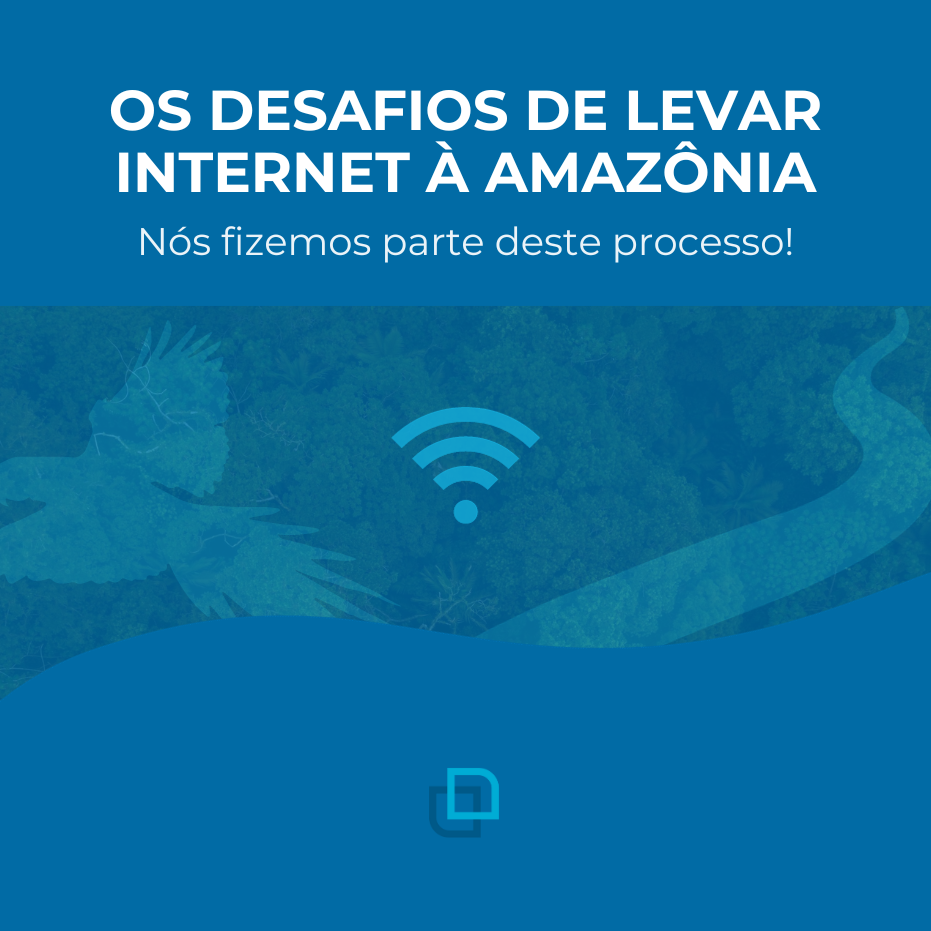 OS DESAFIOS DE LEVAR
INTERNET À AMAZÔNIA
Nós fizemos parte deste processo!